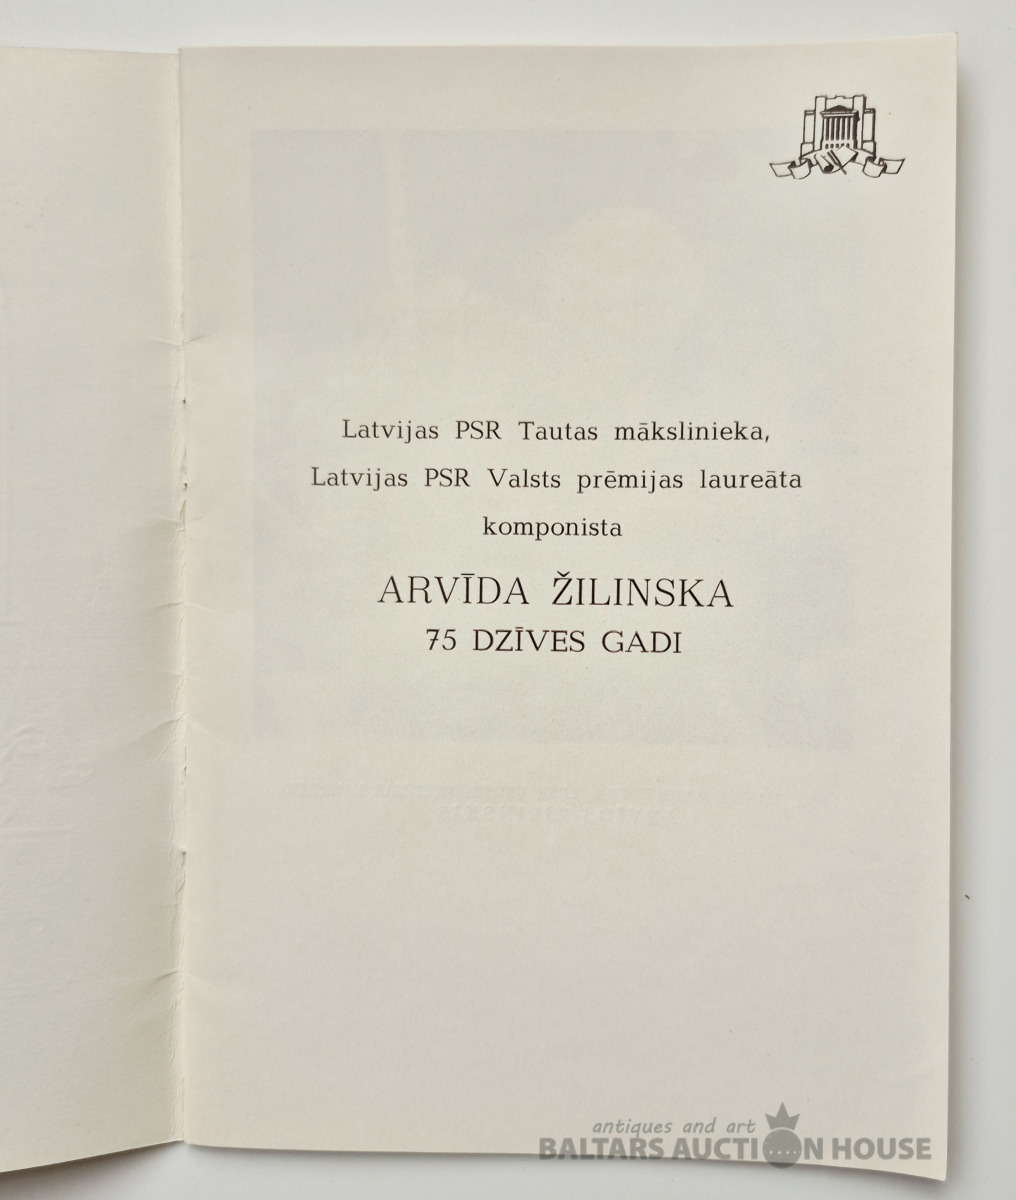 Latvijas PSR Tautas mākslinieka,
Latvijas PSR Valsts prēmijas laureāta
komponista
ARVĪDA ŽILINSKA
75 DZĪVES GADI
antiques and art
BALTARS AUCTION HOUSE